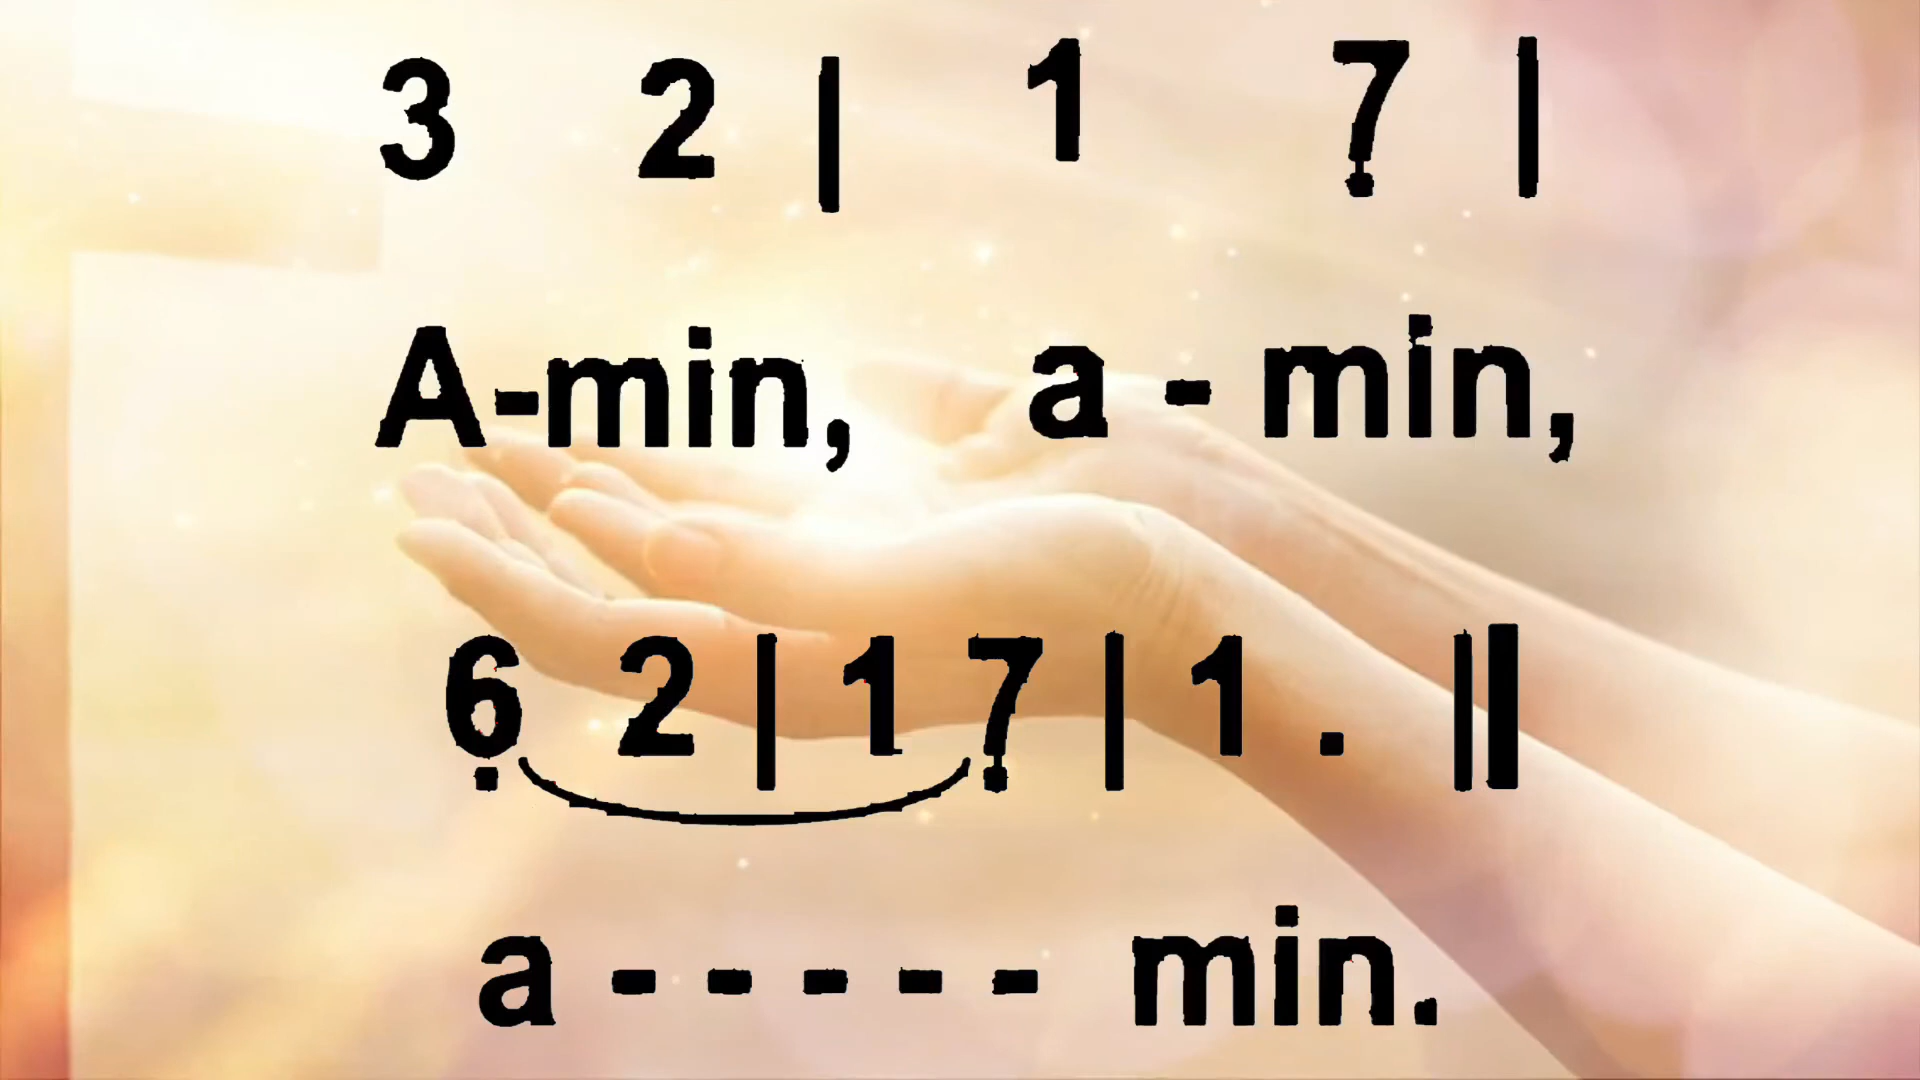 3 2 | 1 7̣ |
A-min, a - min,
6̣ 2 | 1 7̣ | 1 . ‖
a - - - - - min.